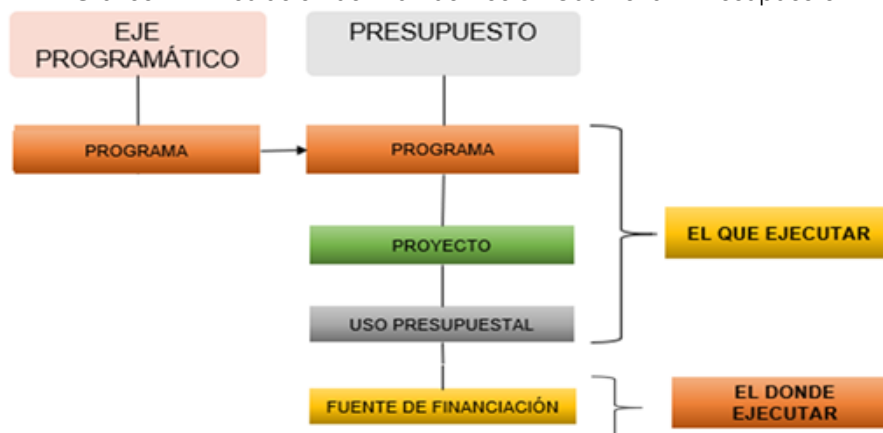 EJE
PROGRAMÁTICO
PRESUPUESTO
PROGRAMA
PROGRAMA
PROYECTO
EL QUE EJECUTAR
USO PRESUPUESTAL
FUENTE DE FINANCIACIÓN
EL DONDE
EJECUTAR